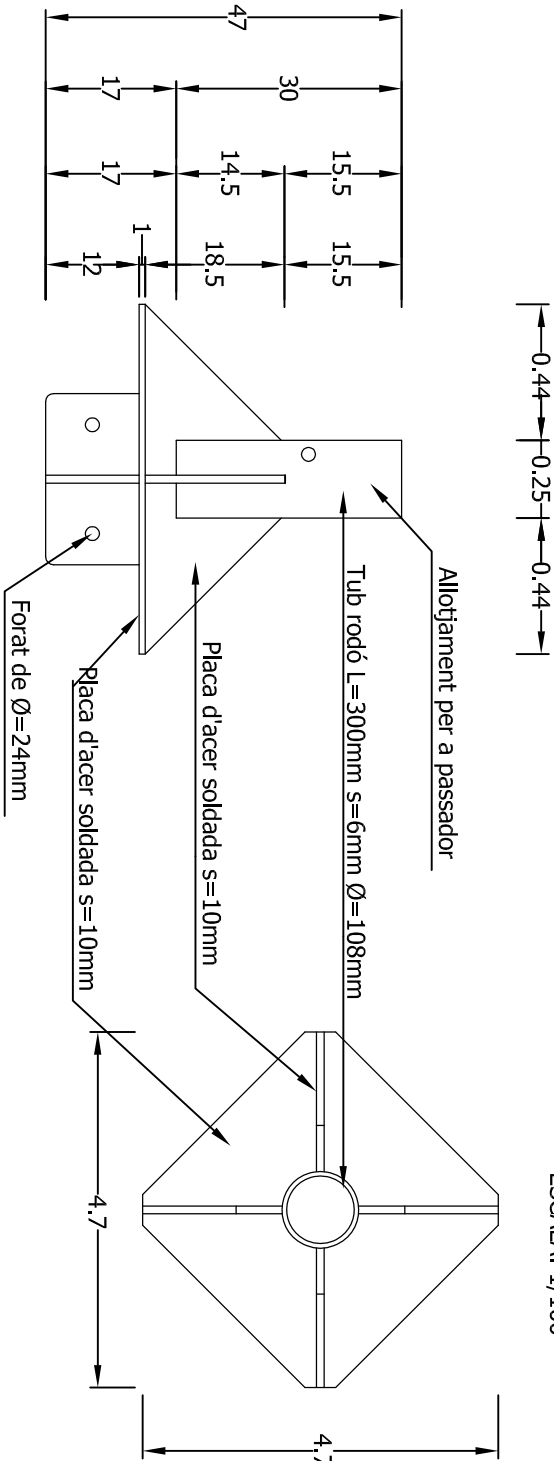 47
30
17
15.5
14.5
17
15.5
18.5
1
12
0.44
0.25
0.44
Allotjament per a passador
Tub rodó L=300mm s=6mm Ø=108mm
Placa d'acer soldada s=10mm
Placa d'acer soldada s=10mm
Forat de Ø=24mm
4.7